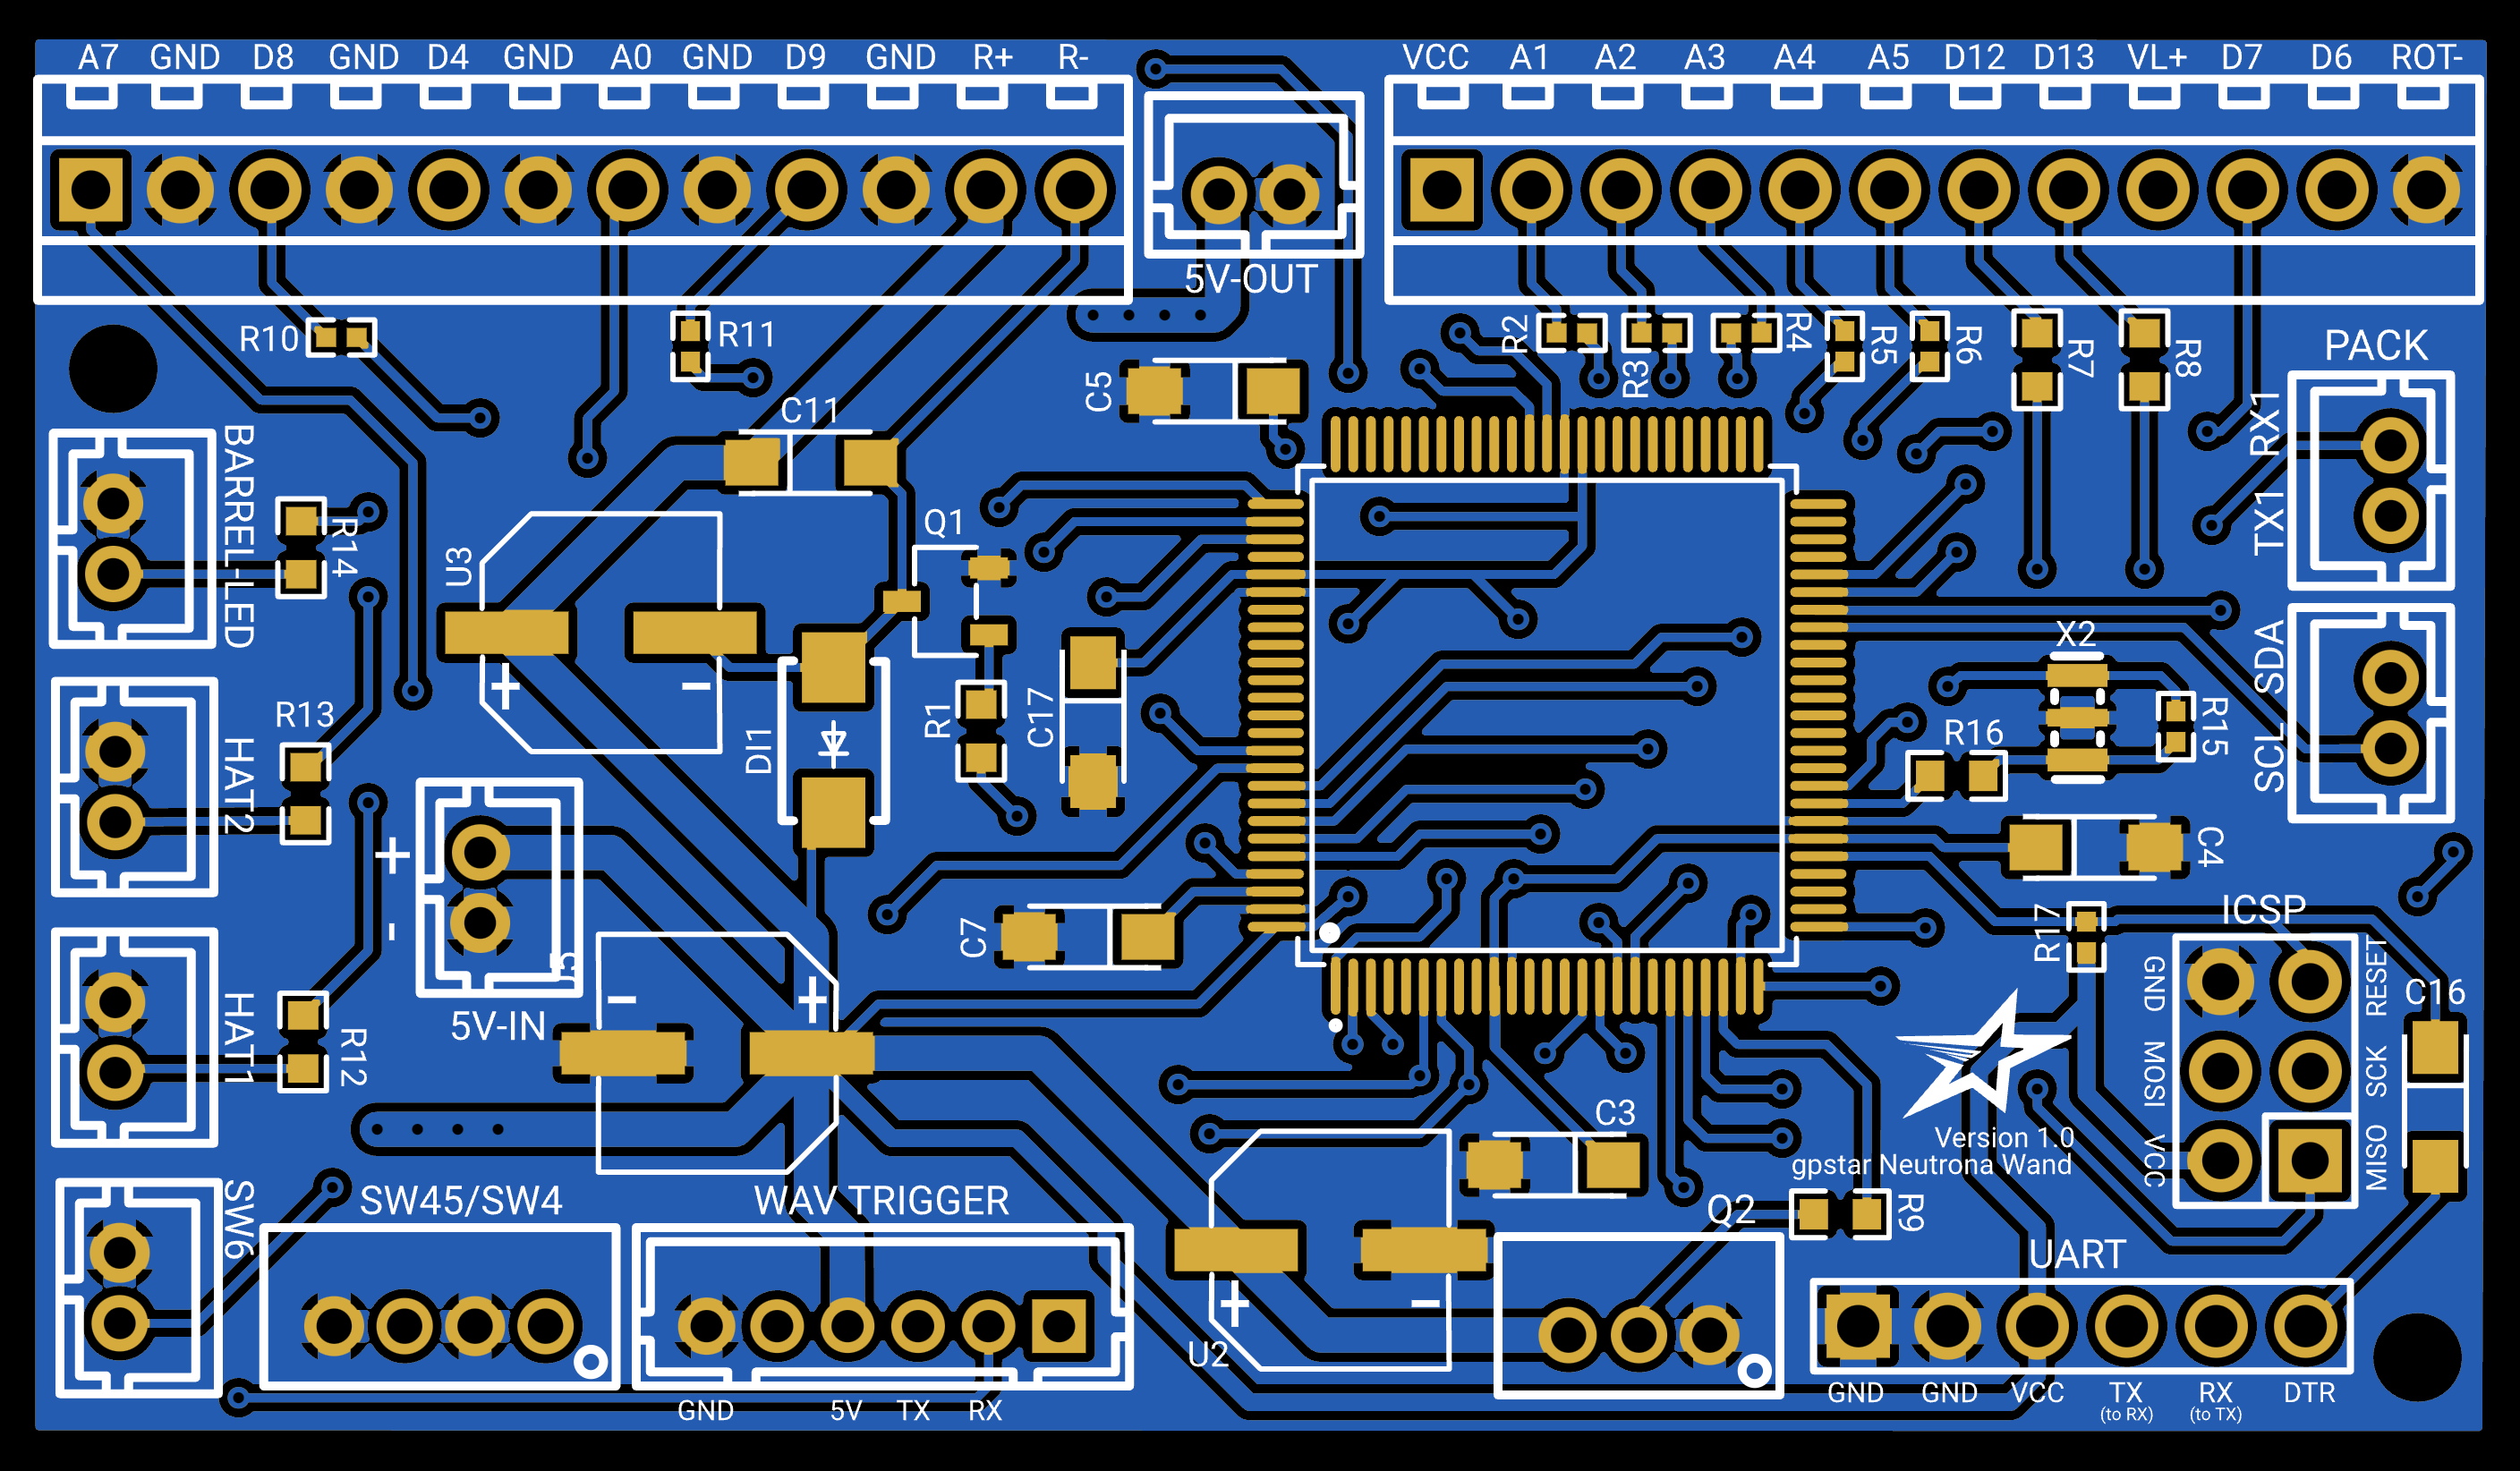 A7 GND D8 GND D4 GND A0 GND D9 GND R+ R-
VCC A1 A2 A3 A4 A5 D12 D13 VL+ D7 D6 ROT-
5V-OUT
R10
R11
R2
R3
R4
R5
R6
R7
R8
PACK
RX1
TX1
C5
C11
BARREL-LED
R14
U3
+ -
Q1
DI1
R1
C17
X2
R15
R16
SDA
SCL
C4
HAT2
R13
+
-
5V-IN
C7
R17
ICSP
GND
MOSI
VCC
RESET
SCK
MISO
C16
HAT1
R12
- +
C3
Version 1.0
gpstar Neutrona Wand
SW6
SW45/SW4
WAV TRIGGER
GND 5V TX RX
U2
+ -
Q2
R9
UART
GND GND VCC TX RX DTR
(to RX) (to TX)